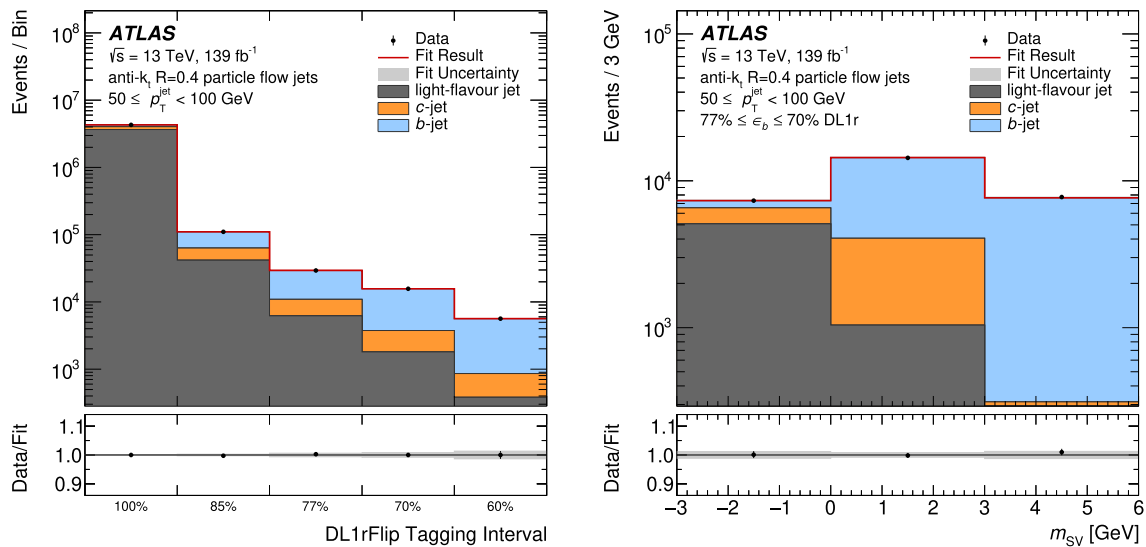 Events / Bin
10⁸
10⁷
10⁶
10⁵
10⁴
10³
ATLAS
√s = 13 TeV, 139 fb⁻¹
anti-kₜ R=0.4 particle flow jets
50 ≤ p_T^jet < 100 GeV
Data
Fit Result
Fit Uncertainty
light-flavour jet
c-jet
b-jet
Data/Fit
1.1
1.0
0.9
100% 85% 77% 70% 60%
DL1rFlip Tagging Interval
Events / 3 GeV
10⁵
10⁴
10³
ATLAS
√s = 13 TeV, 139 fb⁻¹
anti-kₜ R=0.4 particle flow jets
50 ≤ p_T^jet < 100 GeV
77% ≤ ϵ_b ≤ 70% DL1r
Data
Fit Result
Fit Uncertainty
light-flavour jet
c-jet
b-jet
Data/Fit
1.1
1.0
0.9
−3 −2 −1 0 1 2 3 4 5 6
m_SV [GeV]